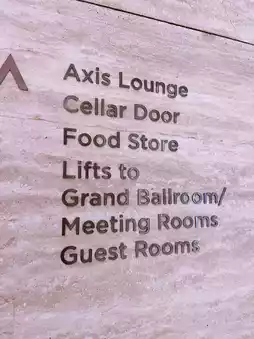 Axis Lounge
Cellar Door
Food Store
Lifts to
Grand Ballroom/
Meeting Rooms
Guest Rooms